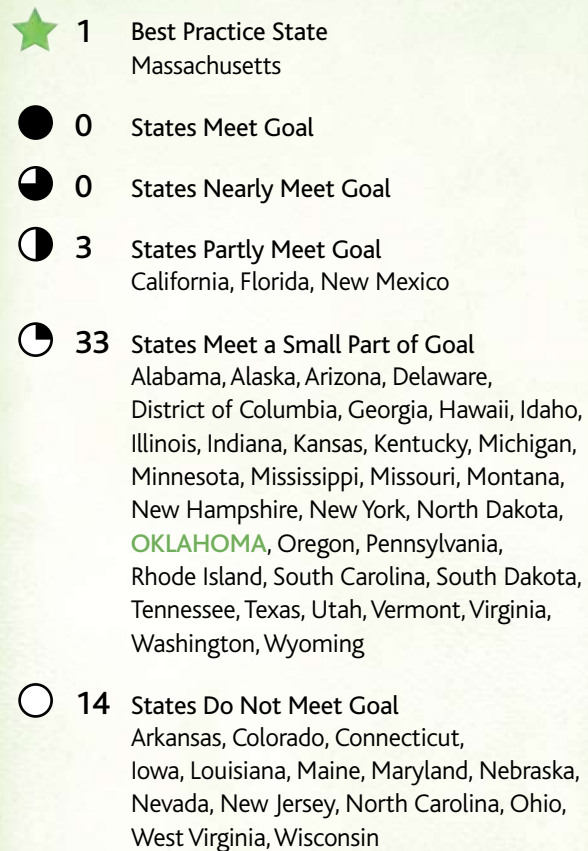 1 Best Practice State
Massachusetts
0 States Meet Goal
0 States Nearly Meet Goal
3 States Partly Meet Goal
California, Florida, New Mexico
33 States Meet a Small Part of Goal
Alabama, Alaska, Arizona, Delaware,
District of Columbia, Georgia, Hawaii, Idaho,
Illinois, Indiana, Kansas, Kentucky, Michigan,
Minnesota, Mississippi, Missouri, Montana,
New Hampshire, New York, North Dakota,
OKLAHOMA, Oregon, Pennsylvania,
Rhode Island, South Carolina, South Dakota,
Tennessee, Texas, Utah, Vermont, Virginia,
Washington, Wyoming
14 States Do Not Meet Goal
Arkansas, Colorado, Connecticut,
Iowa, Louisiana, Maine, Maryland, Nebraska,
Nevada, New Jersey, North Carolina, Ohio,
West Virginia, Wisconsin